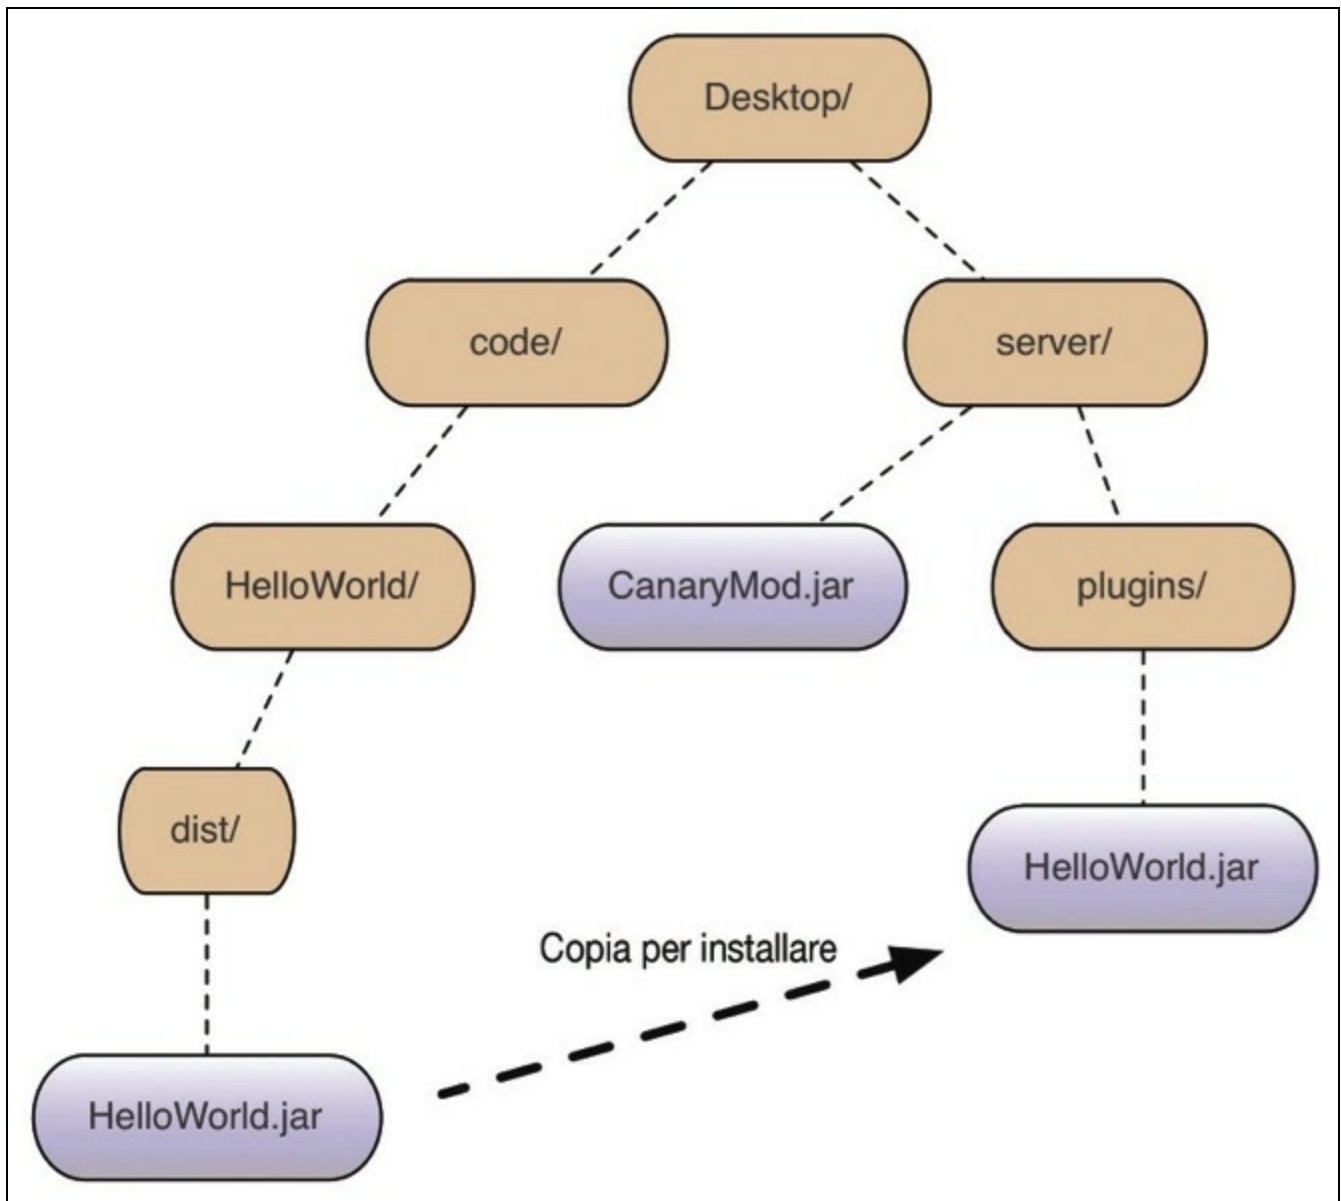 Desktop/
code/
server/
HelloWorld/
CanaryMod.jar
plugins/
dist/
HelloWorld.jar
Copia per installare
HelloWorld.jar